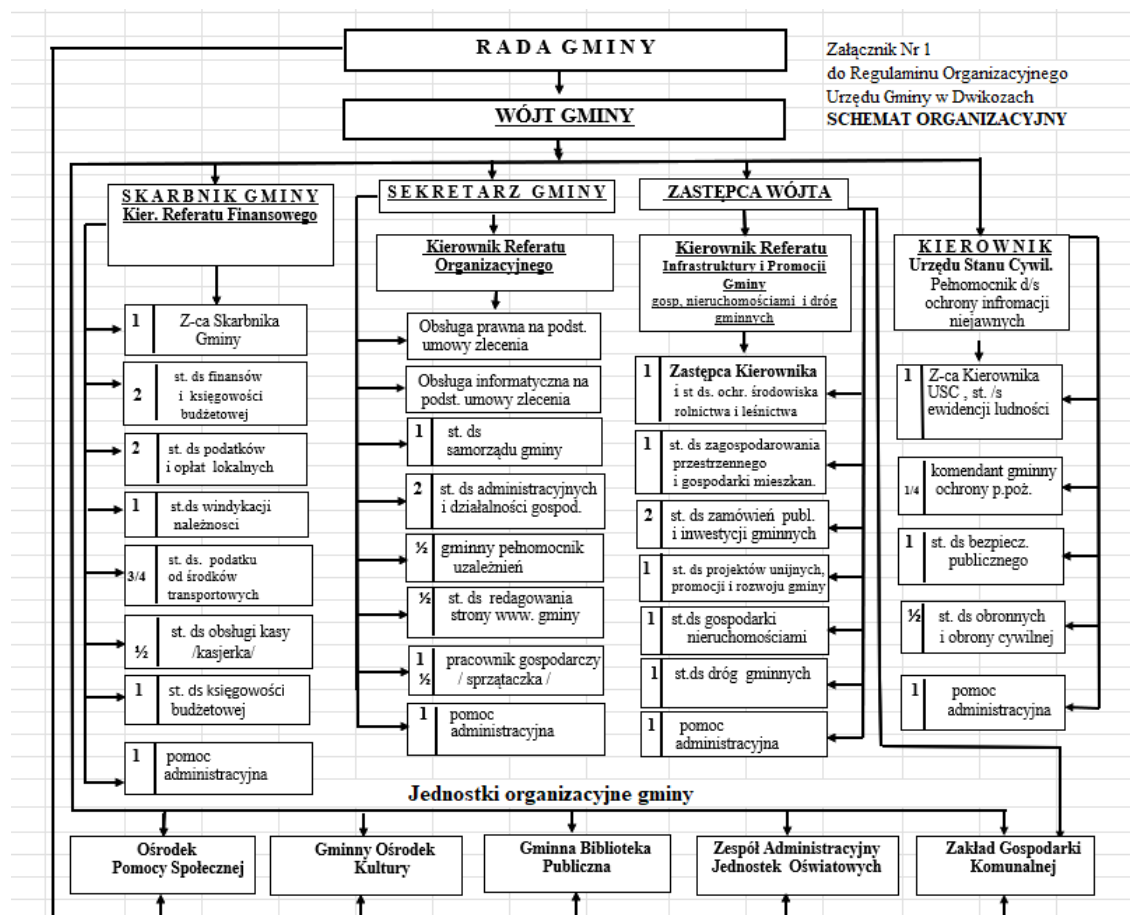 R A D A G M I N Y
Załącznik Nr 1
do Regulaminu Organizacyjnego
Urzędu Gminy w Dwikozach
SCHEMAT ORGANIZACYJNY
WÓJT GMINY
S K A R B N I K G M I N Y
Kier. Referatu Finansowego
1 Z-ca Skarbnika
Gminy
st. ds finansów
i księgowości
2 budżetowej
2 st. ds podatków
i opłat lokalnych
1 st.ds windykacji
należnosci
st. ds. podatku
3/4 od środków
transportowych
st. ds obsługi kasy
½ /kasjerka/
1 st. ds księgowości
budżetowej
1 pomoc
administracyjna
S E K R E T A R Z G M I N Y
Kierownik Referatu
Organizacyjnego
Obsługa prawna na podst.
umowy zlecenia
Obsługa informatyczna na
podst. umowy zlecenia
1 st. ds
samorządu gminy
2 st. ds administracyjnych
i działalności gospod.
½ gminny pełnomocnik
uzależnień
½ st. ds redagowania
strony www. gminy
1 pracownik gospodarczy
½ / sprzątaczka /
1 pomoc
administracyjna
ZASTĘPCA WÓJTA
Kierownik Referatu
Infrastruktury i Promocji
Gminy
gosp, nieruchomościami i dróg
gminnych
1 Zastępca Kierownika
i st ds. ochr. środowiska
rolnictwa i leśnictwa
1 st. ds zagospodarowania
przestrzennego
i gospodarki mieszkan.
2 st. ds zamówień publ.
i inwestycji gminnych
1 st. ds projektów unijnych,
promocji i rozwoju gminy
1 st.ds gospodarki
nieruchomościami
1 st.ds dróg gminnych
1 pomoc
administracyjna
K I E R O W N I K
Urzędu Stanu Cywil.
Pełnomocnik d/s
ochrony infromacji
niejawnych
1 Z-ca Kierownika
USC , st. /s
ewidencji ludności
komendant gminny
1/4 ochrony p.poż.
1 st. ds bezpiecz.
publicznego
½ st. ds obronnych
i obrony cywilnej
1 pomoc
administracyjna
Jednostki organizacyjne gminy
Ośrodek
Pomocy Społecznej
Gminny Ośrodek
Kultury
Gminna Biblioteka
Publiczna
Zespół Administracyjny
Jednostek Oświatowych
Zakład Gospodarki
Komunalnej